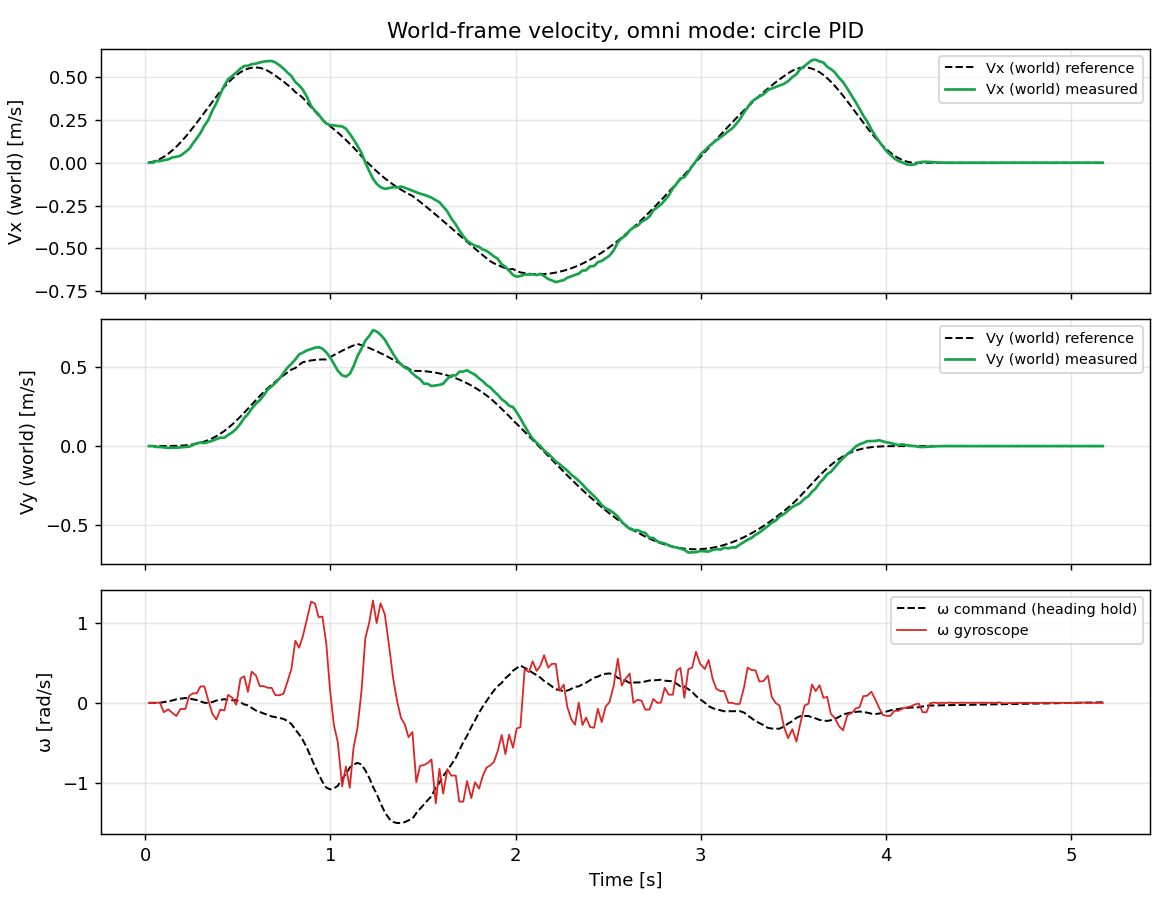 World-frame velocity, omni mode: circle PID
Vx (world) [m/s]
0.50
0.25
0.00
−0.25
−0.50
−0.75
Vx (world) reference
Vx (world) measured
Vy (world) [m/s]
0.5
0.0
−0.5
Vy (world) reference
Vy (world) measured
ω [rad/s]
1
0
−1
ω command (heading hold)
ω gyroscope
0 1 2 3 4 5
Time [s]